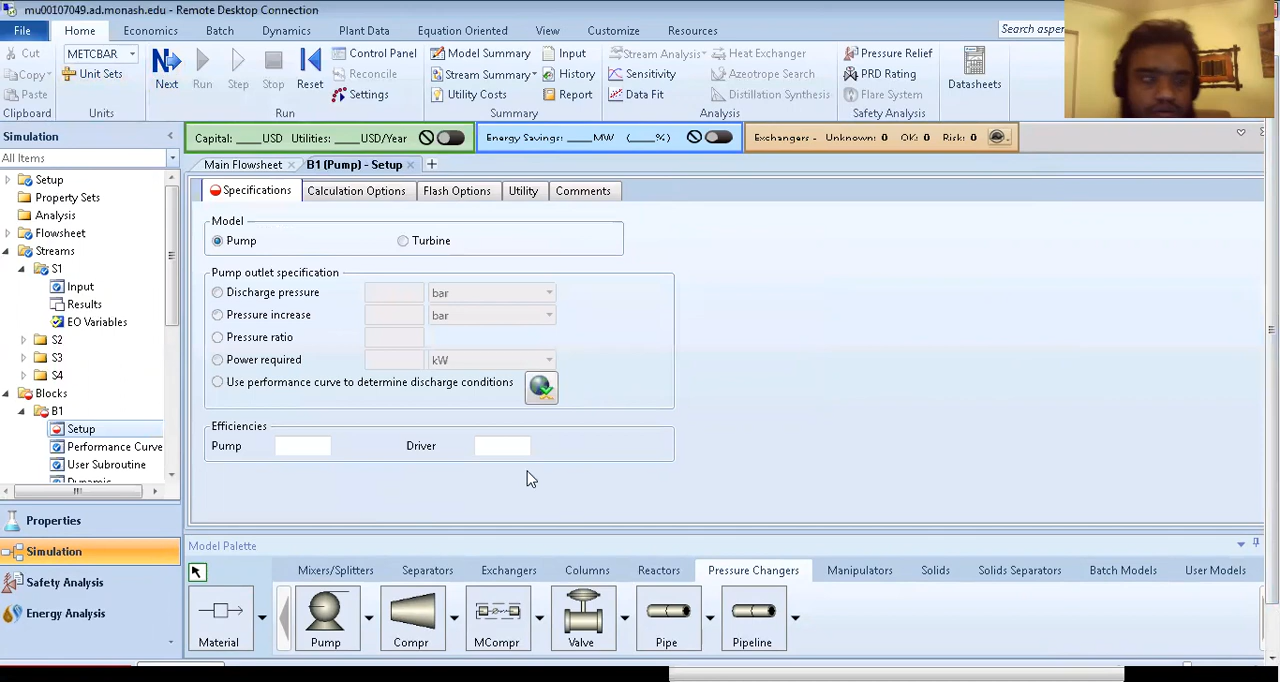 mu00107049.ad.monash.edu - Remote Desktop Connection
File Home Economics Batch Dynamics Plant Data Equation Oriented View Customize Resources Search aspen
Cut METCBAR Control Panel Model Summary Input Stream Analysis Heat Exchanger Pressure Relief
Copy Unit Sets Next Run Step Stop Reset Reconcile Stream Summary History Sensitivity Azeotrope Search PRD Rating Datasheets
Paste Settings Utility Costs Report Data Fit Distillation Synthesis Flare System
Units Run Summary Analysis Safety Analysis
Simulation Capital: ____USD Utilities: ____USD/Year Energy Savings: ____MW (____%) Exchangers - Unknown: 0 OK: 0 Risk: 0
All Items Main Flowsheet B1 (Pump) - Setup +
Setup Specifications Calculation Options Flash Options Utility Comments
Property Sets
Analysis Model
Flowsheet Pump Turbine
Streams
S1 Pump outlet specification
Input Discharge pressure bar
Results Pressure increase bar
EO Variables Pressure ratio
S2
S3 Power required kW
S4 Use performance curve to determine discharge conditions
Blocks
B1
Setup Efficiencies
Performance Curve Pump Driver
User Subroutine
Dynamic
Properties
Simulation Model Palette
Safety Analysis Mixers/Splitters Separators Exchangers Columns Reactors Pressure Changers Manipulators Solids Solids Separators Batch Models User Models
Energy Analysis
Material Pump Compr MCompr Valve Pipe Pipeline